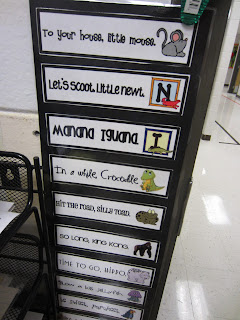 To your house, little mouse.
Let's Scoot, Little newt.
N
Manana Iguana
I
In a while, Crocodile
HIT THE ROAD, SILLY TOAD.
SO LONG, KING KONG.
TIME TO GO, HIPPO.